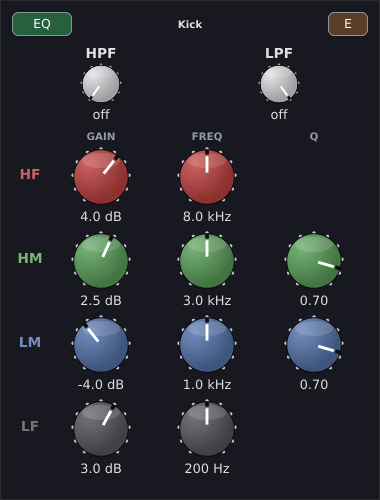 EQ Kick E
HPF LPF
off off
GAIN FREQ Q
HF
4.0 dB 8.0 kHz
HM
2.5 dB 3.0 kHz 0.70
LM
-4.0 dB 1.0 kHz 0.70
LF
3.0 dB 200 Hz